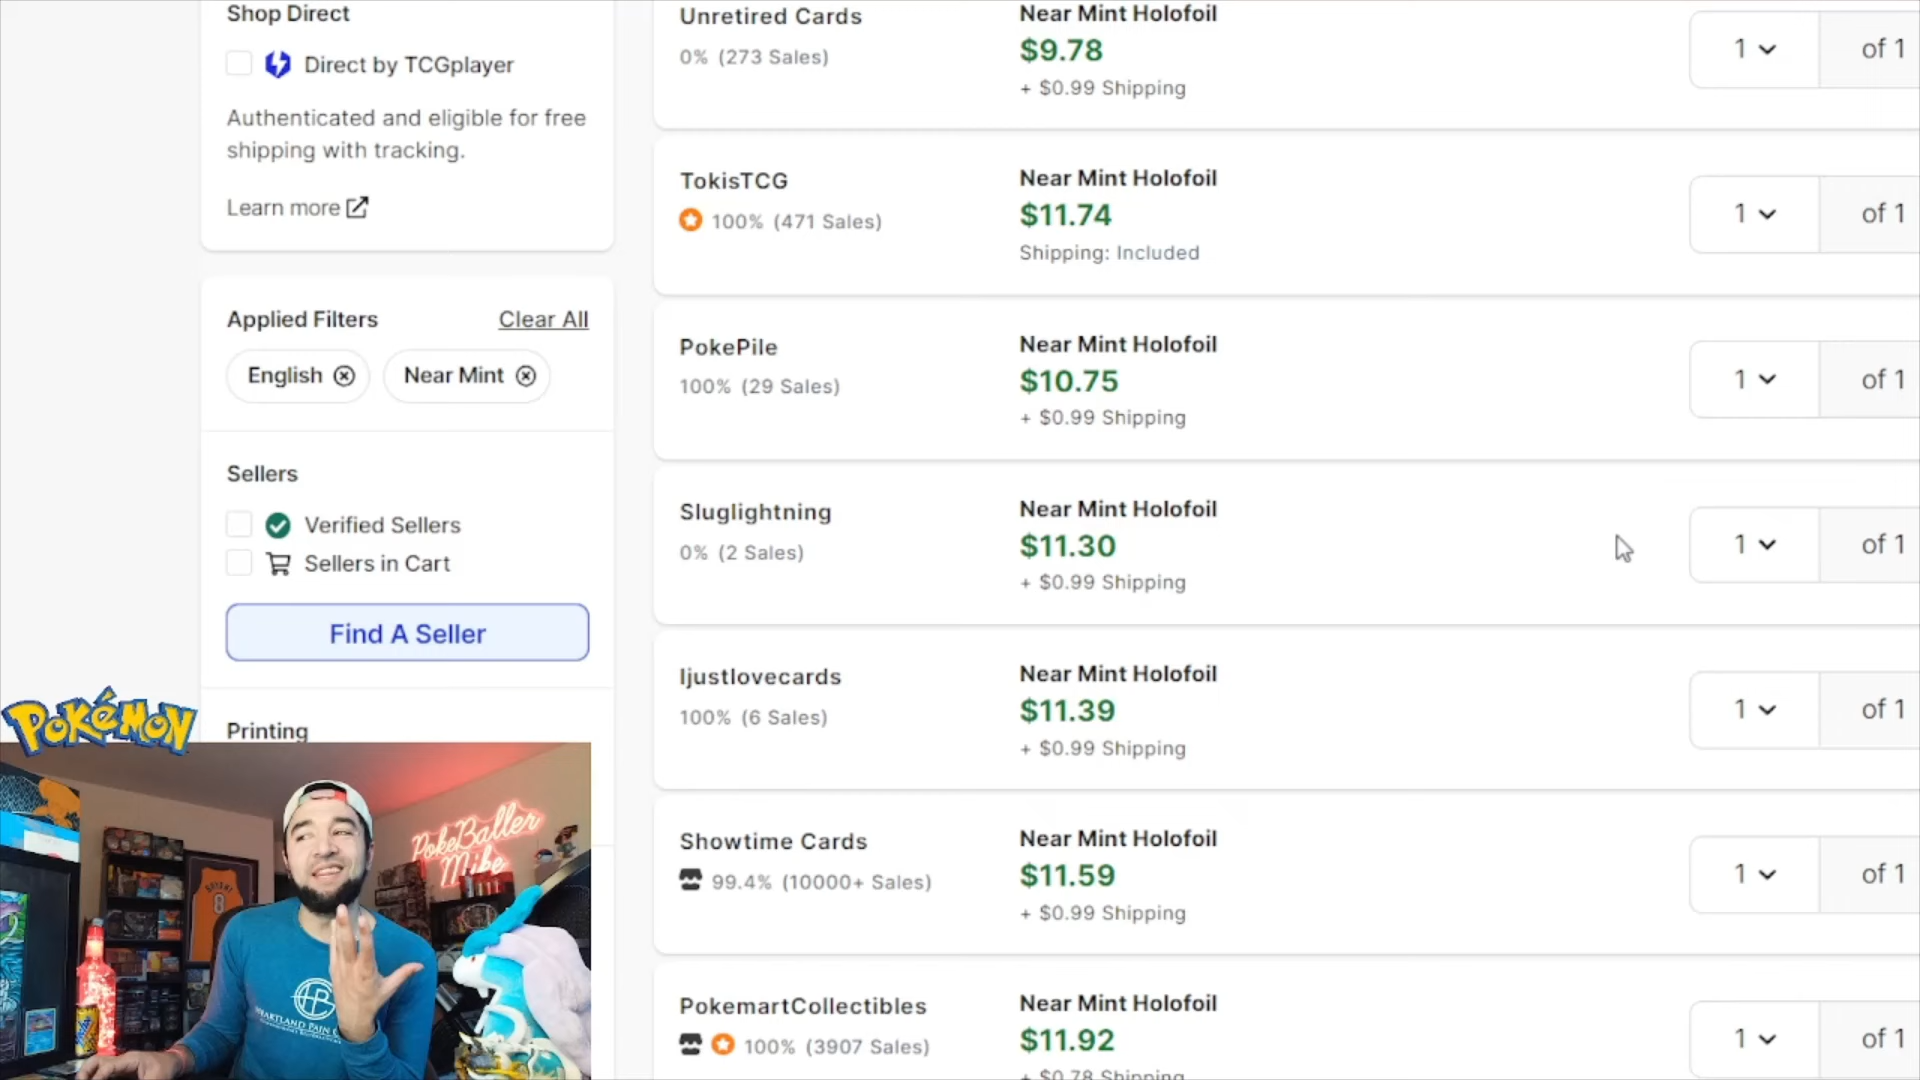 Shop Direct
Direct by TCGplayer
Authenticated and eligible for free
shipping with tracking.
Learn more
Applied Filters
Clear All
English
Near Mint
Sellers
Verified Sellers
Sellers in Cart
Find A Seller
Printing
Unretired Cards
0% (273 Sales)
Near Mint Holofoil
$9.78
+ $0.99 Shipping
1
of 1
TokisTCG
100% (471 Sales)
Near Mint Holofoil
$11.74
Shipping: Included
1
of 1
PokePile
100% (29 Sales)
Near Mint Holofoil
$10.75
+ $0.99 Shipping
1
of 1
Sluglightning
0% (2 Sales)
Near Mint Holofoil
$11.30
+ $0.99 Shipping
1
of 1
Ijustlovecards
100% (6 Sales)
Near Mint Holofoil
$11.39
+ $0.99 Shipping
1
of 1
Showtime Cards
99.4% (10000+ Sales)
Near Mint Holofoil
$11.59
+ $0.99 Shipping
1
of 1
PokemartCollectibles
100% (3907 Sales)
Near Mint Holofoil
$11.92
+ $0.78 Shipping
1
of 1
POKéMON
PokeBaller
Mike
BRYANT
8